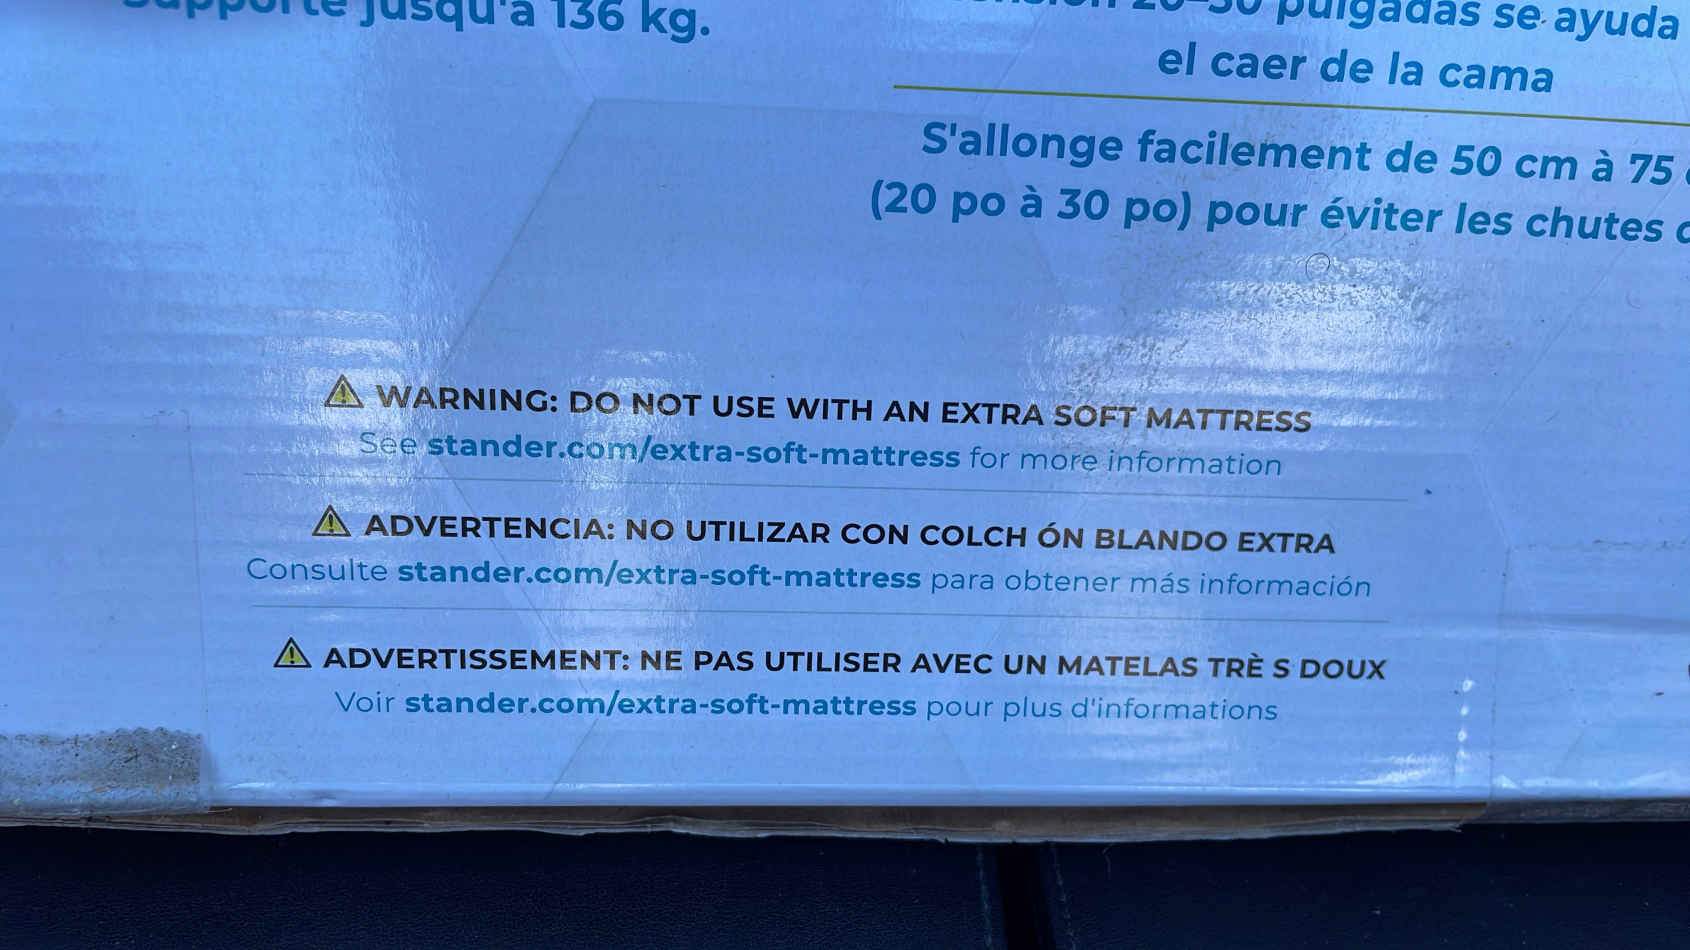 supporte jusqu'à 136 kg.
20–30 pulgadas se ayuda
el caer de la cama
S'allonge facilement de 50 cm à 75
(20 po à 30 po) pour éviter les chutes
WARNING: DO NOT USE WITH AN EXTRA SOFT MATTRESS
See stander.com/extra-soft-mattress for more information
ADVERTENCIA: NO UTILIZAR CON COLCH ÓN BLANDO EXTRA
Consulte stander.com/extra-soft-mattress para obtener más información
ADVERTISSEMENT: NE PAS UTILISER AVEC UN MATELAS TRÈ S DOUX
Voir stander.com/extra-soft-mattress pour plus d'informations